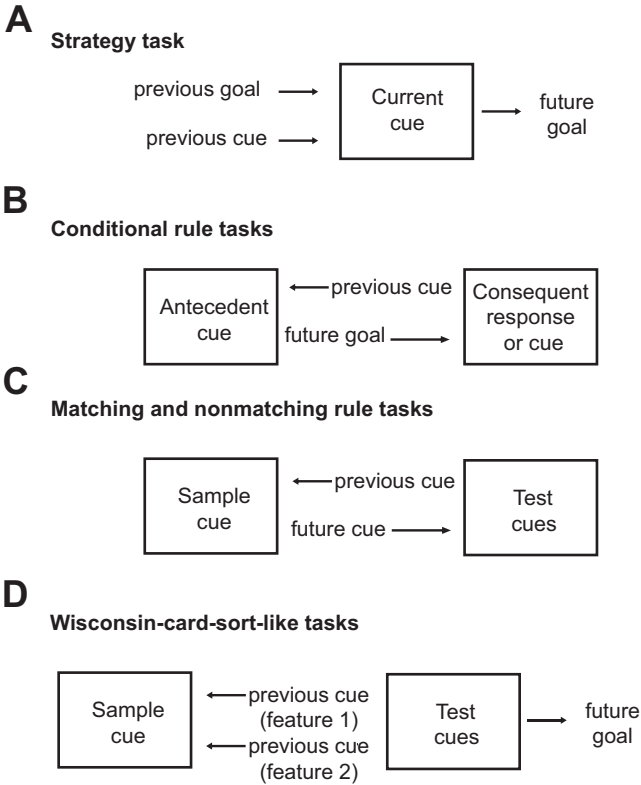 A
Strategy task
previous goal
previous cue
Current
cue
future
goal
B
Conditional rule tasks
Antecedent
cue
previous cue
future goal
Consequent
response
or cue
C
Matching and nonmatching rule tasks
Sample
cue
previous cue
future cue
Test
cues
D
Wisconsin-card-sort-like tasks
Sample
cue
previous cue
(feature 1)
previous cue
(feature 2)
Test
cues
future
goal